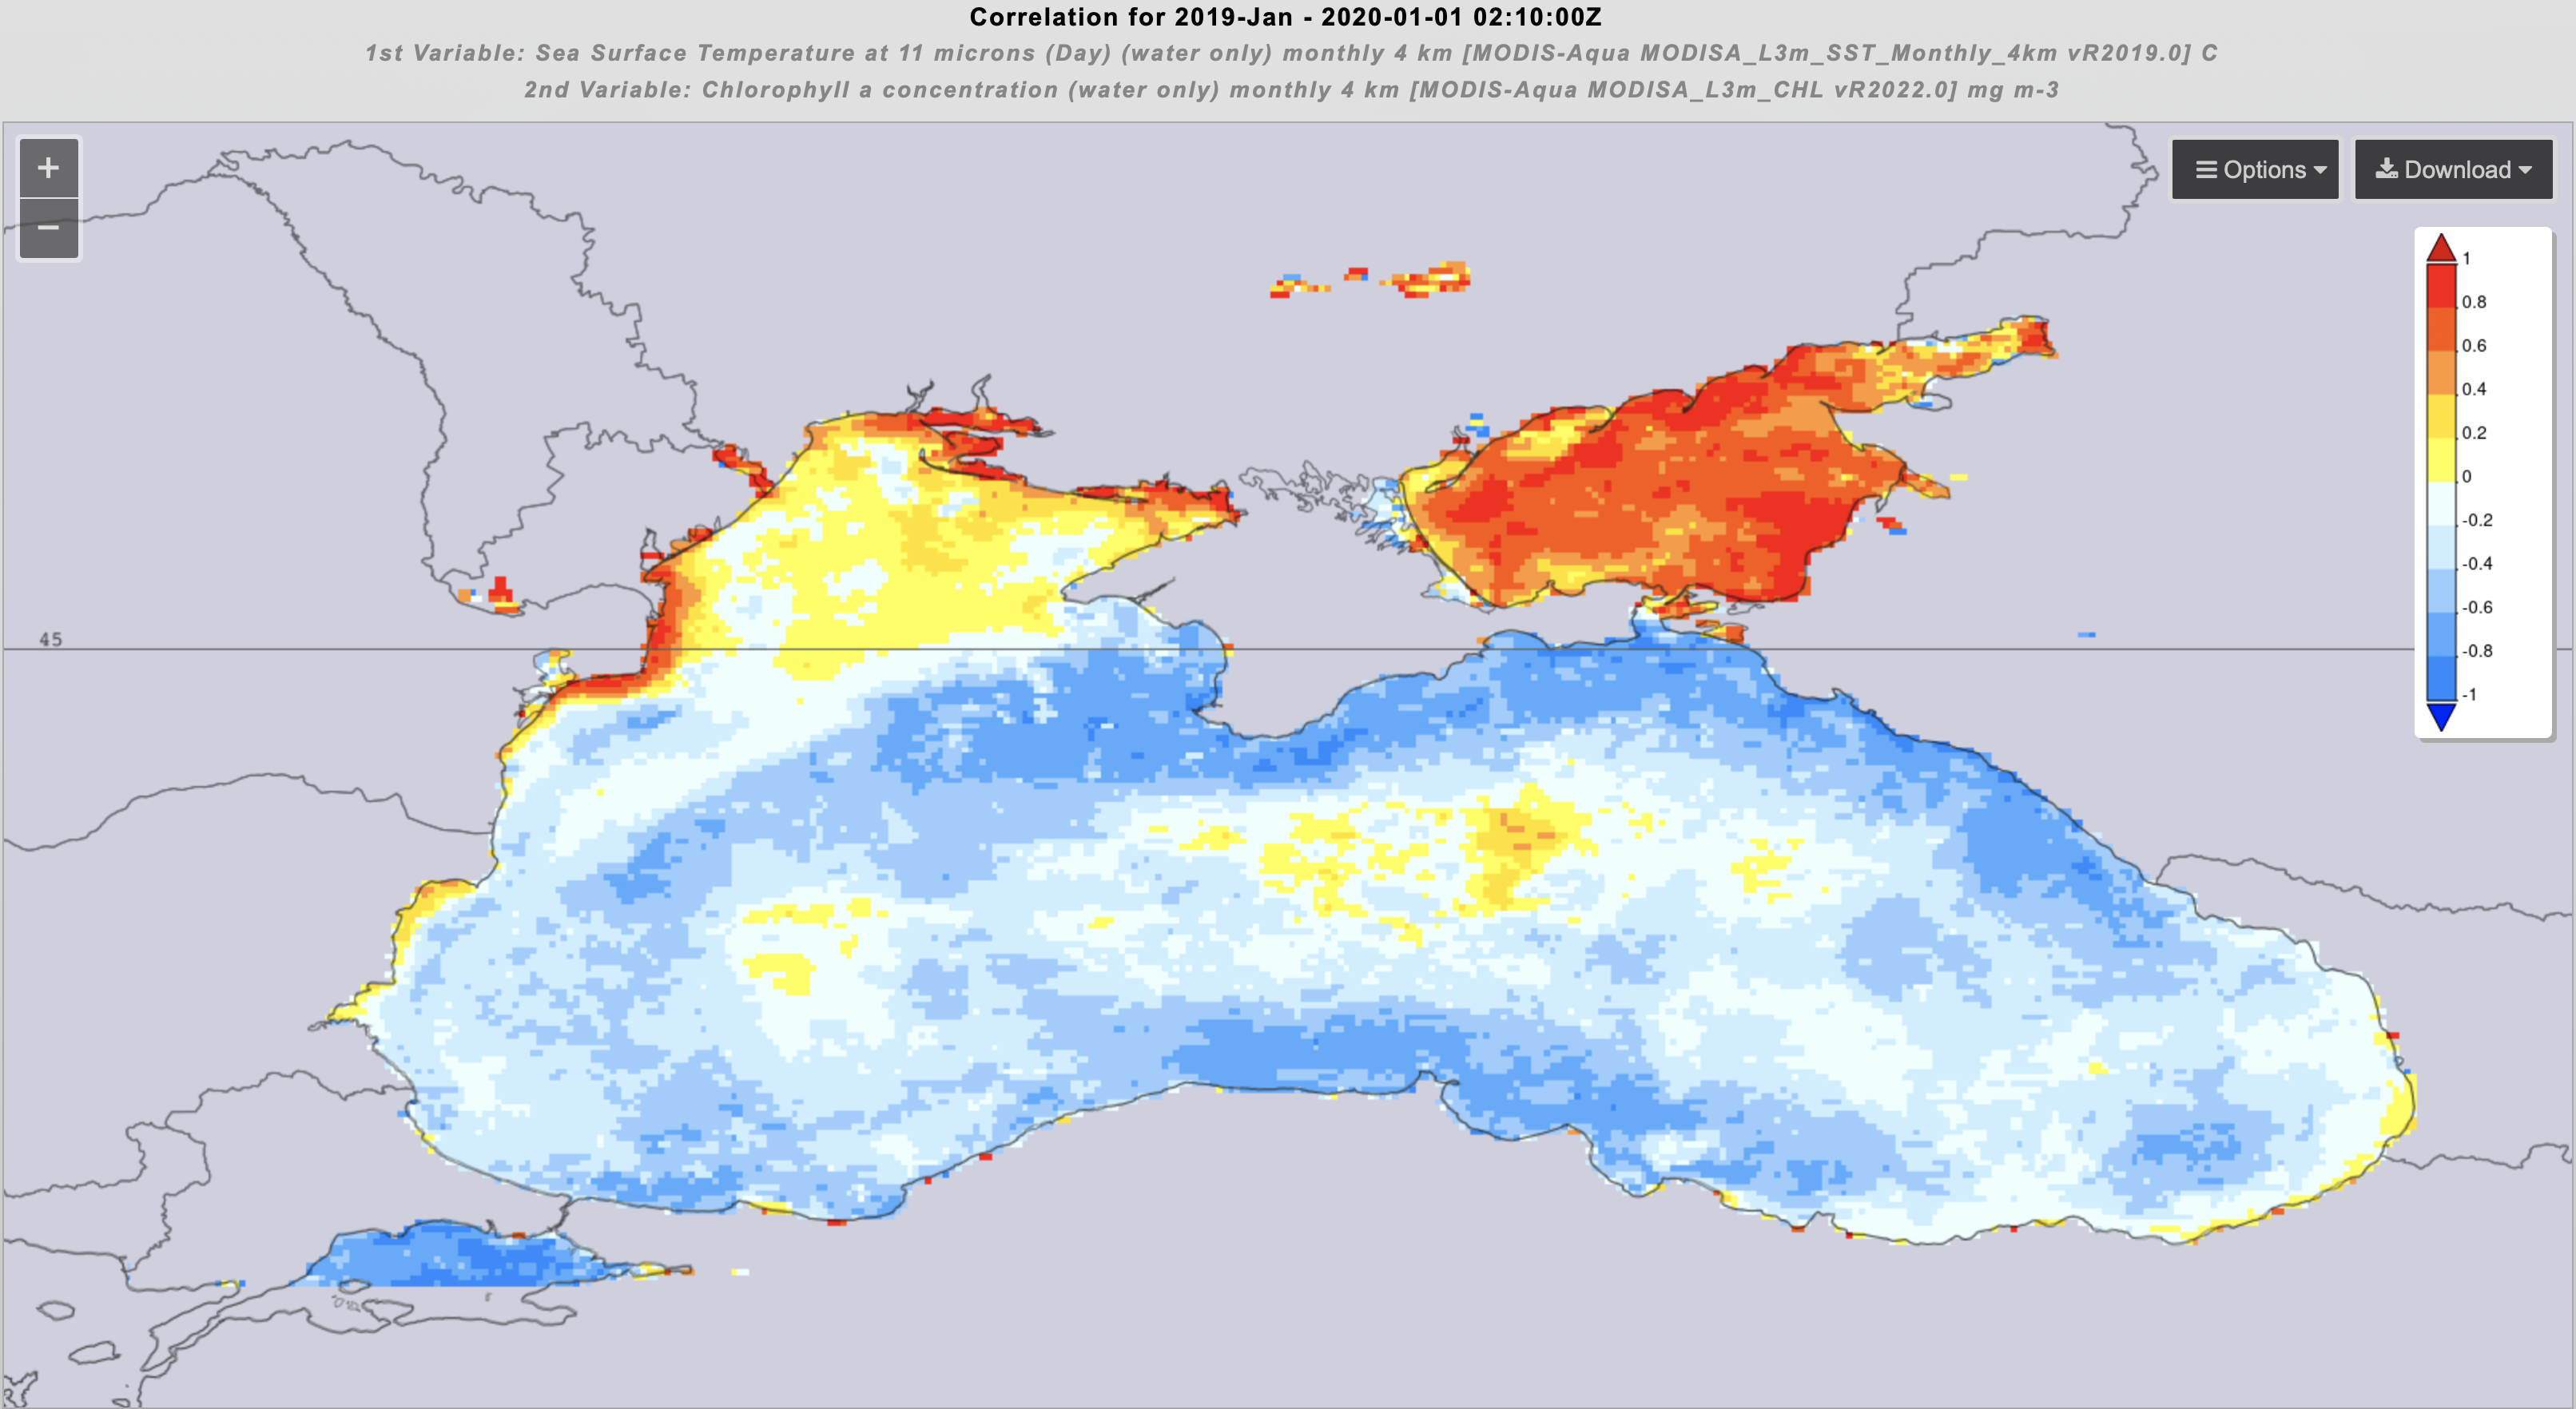 Correlation for 2019-Jan - 2020-01-01 02:10:00Z
1st Variable: Sea Surface Temperature at 11 microns (Day) (water only) monthly 4 km [MODIS-Aqua MODISA_L3m_SST_Monthly_4km vR2019.0] C
2nd Variable: Chlorophyll a concentration (water only) monthly 4 km [MODIS-Aqua MODISA_L3m_CHL vR2022.0] mg m-3
+
−
Options
Download
1
0.8
0.6
0.4
0.2
0
-0.2
-0.4
-0.6
-0.8
-1
45